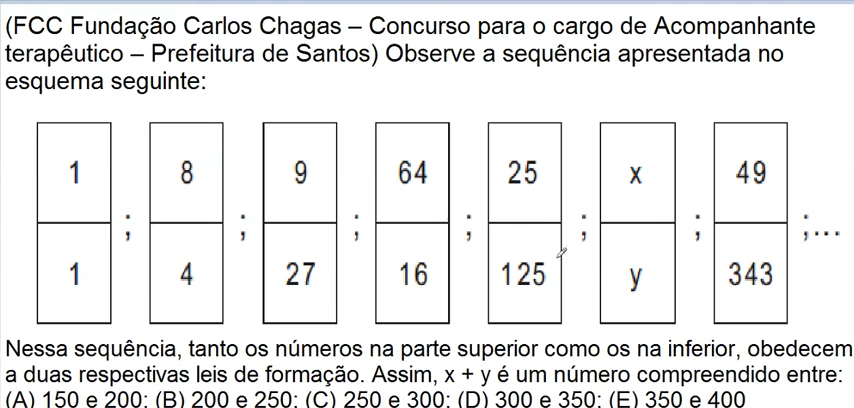 (FCC Fundação Carlos Chagas – Concurso para o cargo de Acompanhante
terapêutico – Prefeitura de Santos) Observe a sequência apresentada no
esquema seguinte:
1 8 9 64 25 x 49
; ; ; ; ; ; ;...
1 4 27 16 125 y 343
Nessa sequência, tanto os números na parte superior como os na inferior, obedecem
a duas respectivas leis de formação. Assim, x + y é um número compreendido entre:
(A) 150 e 200; (B) 200 e 250; (C) 250 e 300; (D) 300 e 350; (E) 350 e 400